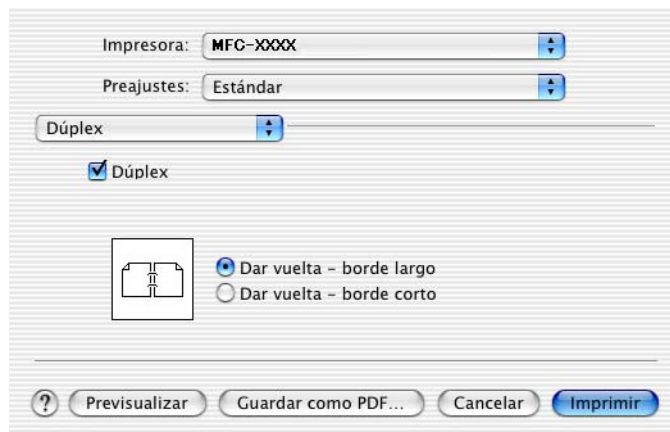 Impresora: MFC-XXXX
Preajustes: Estándar
Dúplex
Dúplex
Dar vuelta – borde largo
Dar vuelta – borde corto
? Previsualizar Guardar como PDF... Cancelar Imprimir